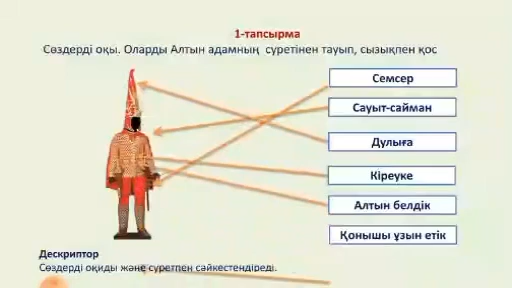 1-тапсырма
Сөздерді оқы. Оларды Алтын адамның суретінен тауып, сызықпен қос
Семсер
Сауыт-сайман
Дулыға
Кіреуке
Алтын белдік
Қонышы ұзын етік
Дескриптор
Сөздерді оқиды және суретпен сәйкестендіреді.